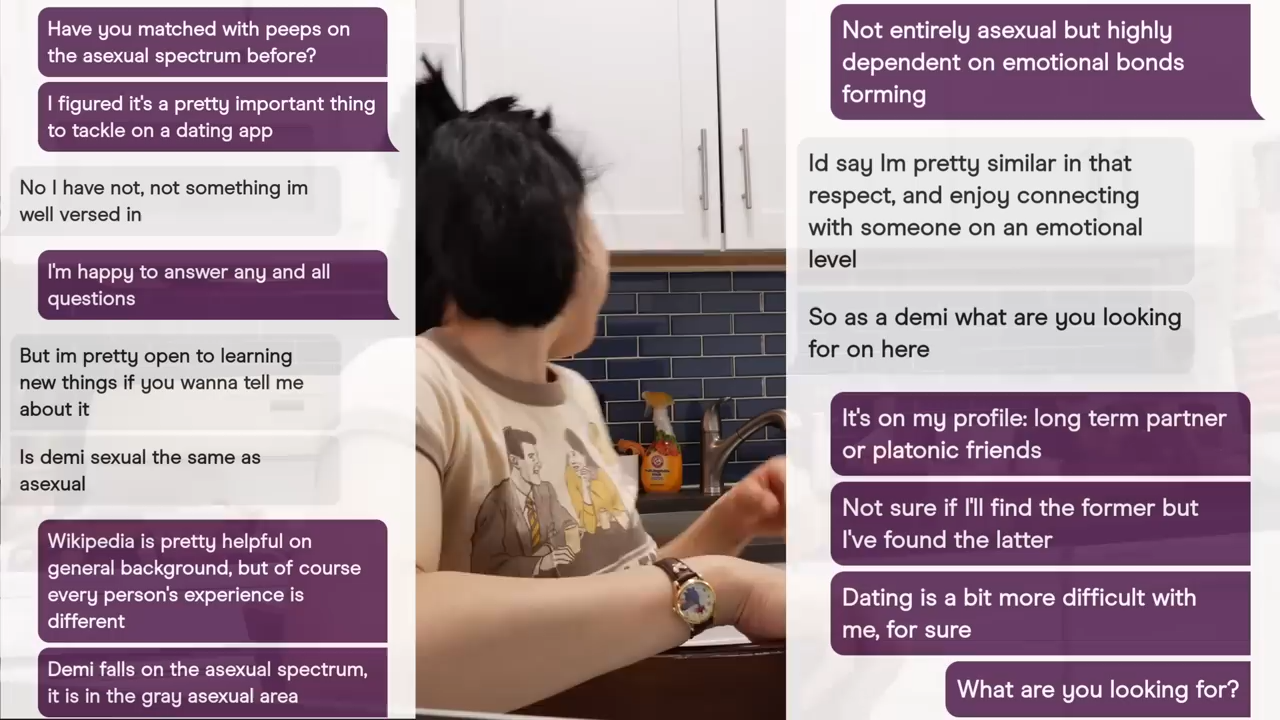 Have you matched with peeps on
the asexual spectrum before?
I figured it's a pretty important thing
to tackle on a dating app
No I have not, not something im
well versed in
I'm happy to answer any and all
questions
But im pretty open to learning
new things if you wanna tell me
about it
Is demi sexual the same as
asexual
Wikipedia is pretty helpful on
general background, but of course
every person's experience is
different
Demi falls on the asexual spectrum,
it is in the gray asexual area
Not entirely asexual but highly
dependent on emotional bonds
forming
Id say Im pretty similar in that
respect, and enjoy connecting
with someone on an emotional
level
So as a demi what are you looking
for on here
It's on my profile: long term partner
or platonic friends
Not sure if I'll find the former but
I've found the latter
Dating is a bit more difficult with
me, for sure
What are you looking for?